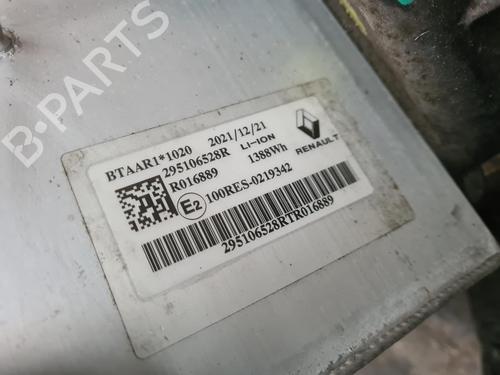 B-PARTS
BTAAR1*1020 2021/12/21
295106528R LI-ION
R016889 1388Wh
RENAULT
E2 100RES-0219342
295106528RTR016889